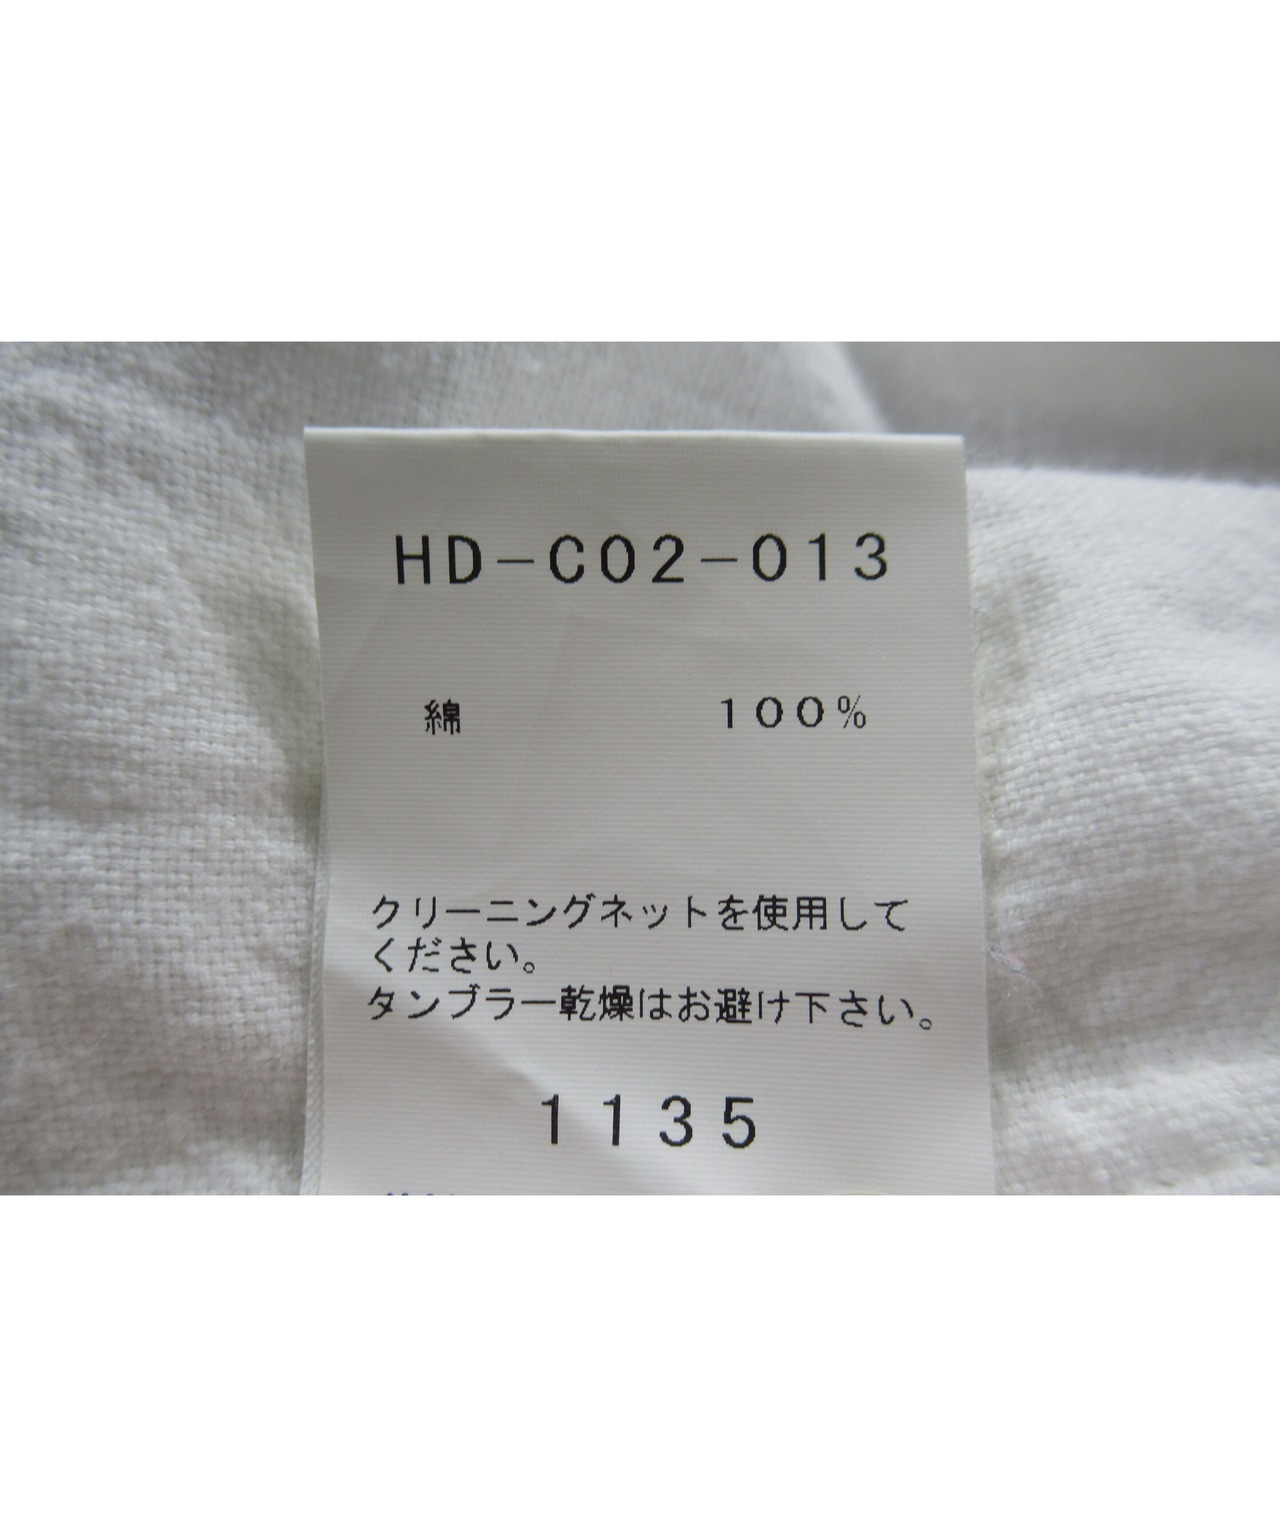 HD-C02-013
綿 100%
クリーニングネットを使用して
ください。
タンブラー乾燥はお避け下さい。
1135